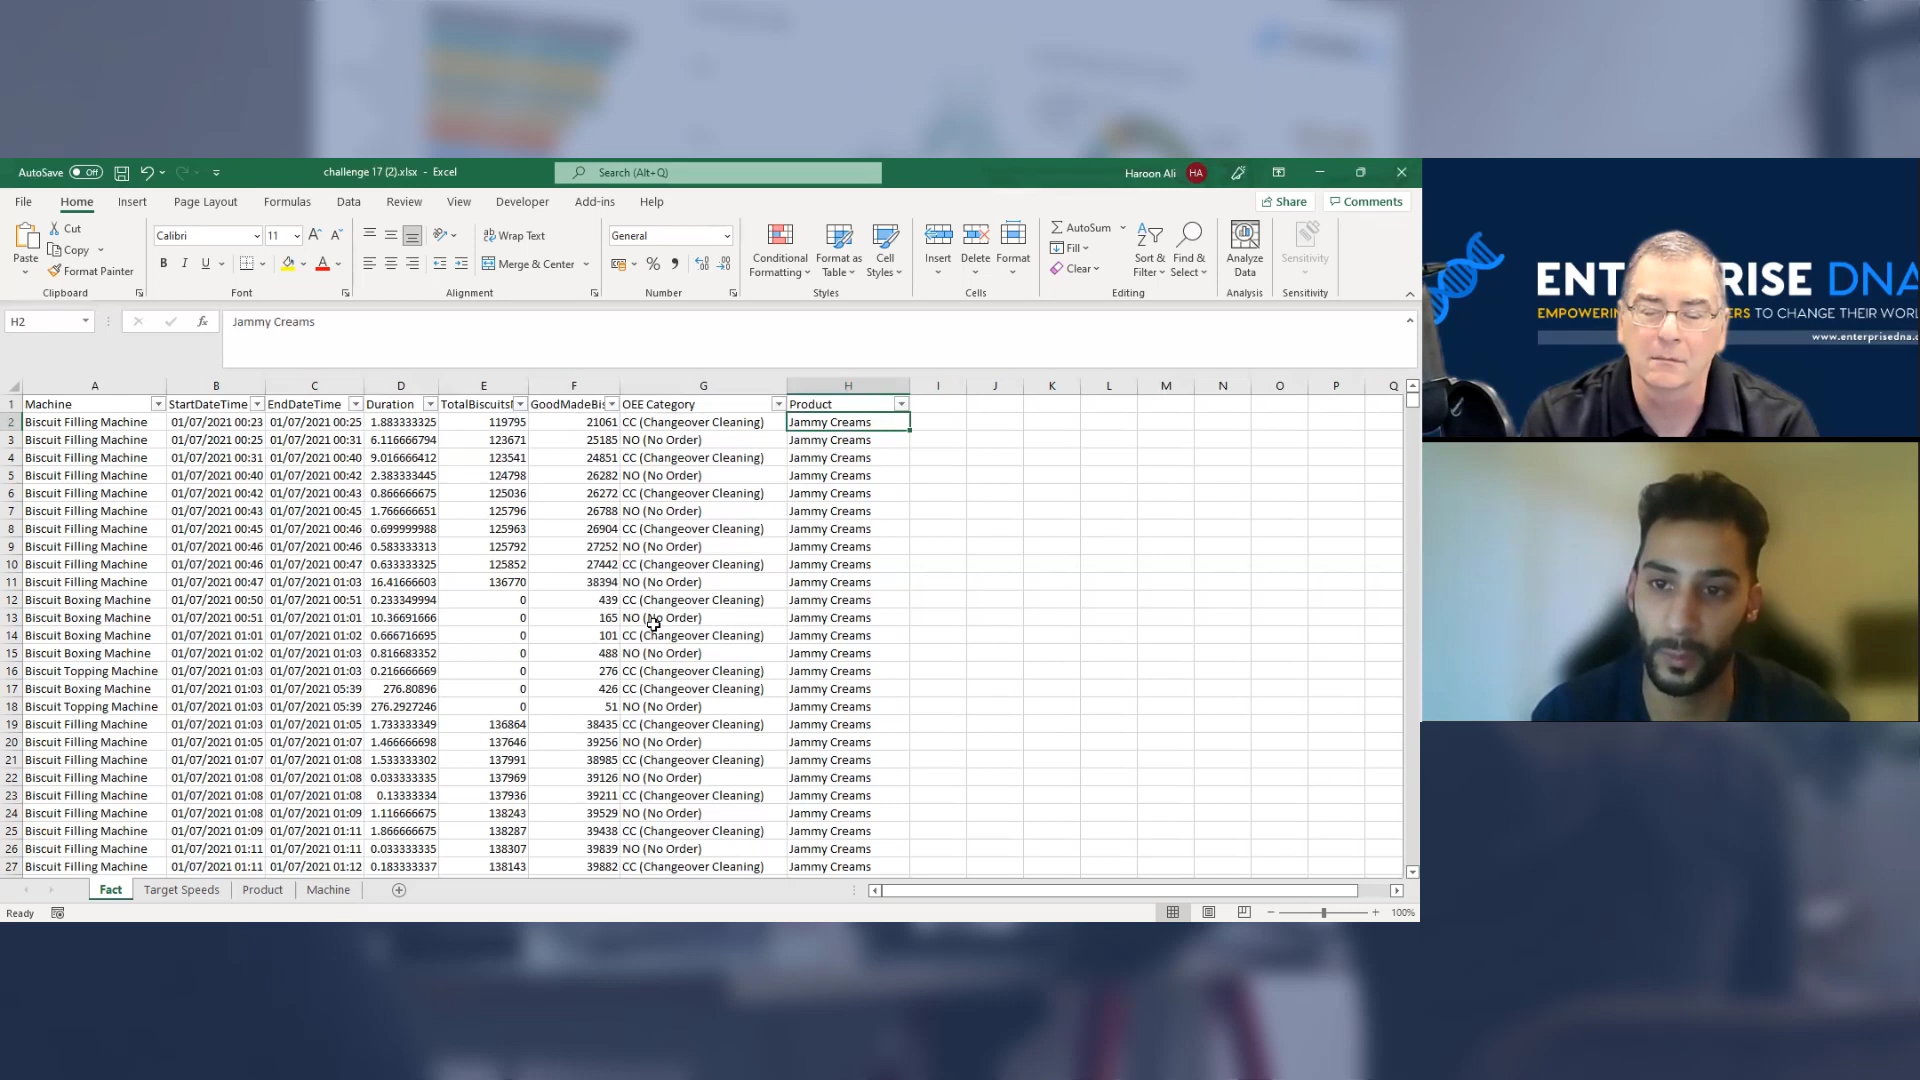 AutoSave Off challenge 17 (2).xlsx - Excel Search (Alt+Q) Haroon Ali HA
File Home Insert Page Layout Formulas Data Review View Developer Add-ins Help Share Comments
Paste Cut Copy Format Painter Calibri 11 B I U Wrap Text Merge & Center General Conditional Formatting Format as Table Cell Styles Insert Delete Format AutoSum Fill Clear Sort & Filter Find & Select Analyze Data Sensitivity
Clipboard Font Alignment Number Styles Cells Editing Analysis Sensitivity
H2 fx Jammy Creams
A B C D E F G H I J K L M N O P Q
1 Machine StartDateTime EndDateTime Duration TotalBiscuits GoodMadeBis OEE Category Product
2 Biscuit Filling Machine 01/07/2021 00:23 01/07/2021 00:25 1.883333325 119795 21061 CC (Changeover Cleaning) Jammy Creams
3 Biscuit Filling Machine 01/07/2021 00:25 01/07/2021 00:31 6.116666794 123671 25185 NO (No Order) Jammy Creams
4 Biscuit Filling Machine 01/07/2021 00:31 01/07/2021 00:40 9.016666412 123541 24851 CC (Changeover Cleaning) Jammy Creams
5 Biscuit Filling Machine 01/07/2021 00:40 01/07/2021 00:42 2.383333445 124798 26282 NO (No Order) Jammy Creams
6 Biscuit Filling Machine 01/07/2021 00:42 01/07/2021 00:43 0.866666675 125036 26272 CC (Changeover Cleaning) Jammy Creams
7 Biscuit Filling Machine 01/07/2021 00:43 01/07/2021 00:45 1.766666651 125796 26788 NO (No Order) Jammy Creams
8 Biscuit Filling Machine 01/07/2021 00:45 01/07/2021 00:46 0.699999988 125963 26904 CC (Changeover Cleaning) Jammy Creams
9 Biscuit Filling Machine 01/07/2021 00:46 01/07/2021 00:46 0.583333313 125792 27252 NO (No Order) Jammy Creams
10 Biscuit Filling Machine 01/07/2021 00:46 01/07/2021 00:47 0.633333325 125852 27442 CC (Changeover Cleaning) Jammy Creams
11 Biscuit Filling Machine 01/07/2021 00:47 01/07/2021 01:03 16.41666603 136770 38394 NO (No Order) Jammy Creams
12 Biscuit Boxing Machine 01/07/2021 00:50 01/07/2021 00:51 0.233349994 0 439 CC (Changeover Cleaning) Jammy Creams
13 Biscuit Boxing Machine 01/07/2021 00:51 01/07/2021 01:01 10.36691666 0 165 NO (No Order) Jammy Creams
14 Biscuit Boxing Machine 01/07/2021 01:01 01/07/2021 01:02 0.666716695 0 101 CC (Changeover Cleaning) Jammy Creams
15 Biscuit Boxing Machine 01/07/2021 01:02 01/07/2021 01:03 0.816683352 0 488 NO (No Order) Jammy Creams
16 Biscuit Topping Machine 01/07/2021 01:03 01/07/2021 01:03 0.216666669 0 276 CC (Changeover Cleaning) Jammy Creams
17 Biscuit Boxing Machine 01/07/2021 01:03 01/07/2021 05:39 276.80896 0 426 CC (Changeover Cleaning) Jammy Creams
18 Biscuit Topping Machine 01/07/2021 01:03 01/07/2021 05:39 276.2927246 0 51 NO (No Order) Jammy Creams
19 Biscuit Filling Machine 01/07/2021 01:03 01/07/2021 01:05 1.733333349 136864 38435 CC (Changeover Cleaning) Jammy Creams
20 Biscuit Filling Machine 01/07/2021 01:05 01/07/2021 01:07 1.466666698 137646 39256 NO (No Order) Jammy Creams
21 Biscuit Filling Machine 01/07/2021 01:07 01/07/2021 01:08 1.533333302 137991 38985 CC (Changeover Cleaning) Jammy Creams
22 Biscuit Filling Machine 01/07/2021 01:08 01/07/2021 01:08 0.033333335 137969 39126 NO (No Order) Jammy Creams
23 Biscuit Filling Machine 01/07/2021 01:08 01/07/2021 01:08 0.13333334 137936 39211 CC (Changeover Cleaning) Jammy Creams
24 Biscuit Filling Machine 01/07/2021 01:08 01/07/2021 01:09 1.116666675 138243 39529 NO (No Order) Jammy Creams
25 Biscuit Filling Machine 01/07/2021 01:09 01/07/2021 01:11 1.866666675 138287 39438 CC (Changeover Cleaning) Jammy Creams
26 Biscuit Filling Machine 01/07/2021 01:11 01/07/2021 01:11 0.033333335 138307 39839 NO (No Order) Jammy Creams
27 Biscuit Filling Machine 01/07/2021 01:11 01/07/2021 01:12 0.183333337 138143 39882 CC (Changeover Cleaning) Jammy Creams
Fact Target Speeds Product Machine
Ready 100%
ENT RISE DNA
EMPOWERIN ERS TO CHANGE THEIR WORL
www.enterprisedna.c